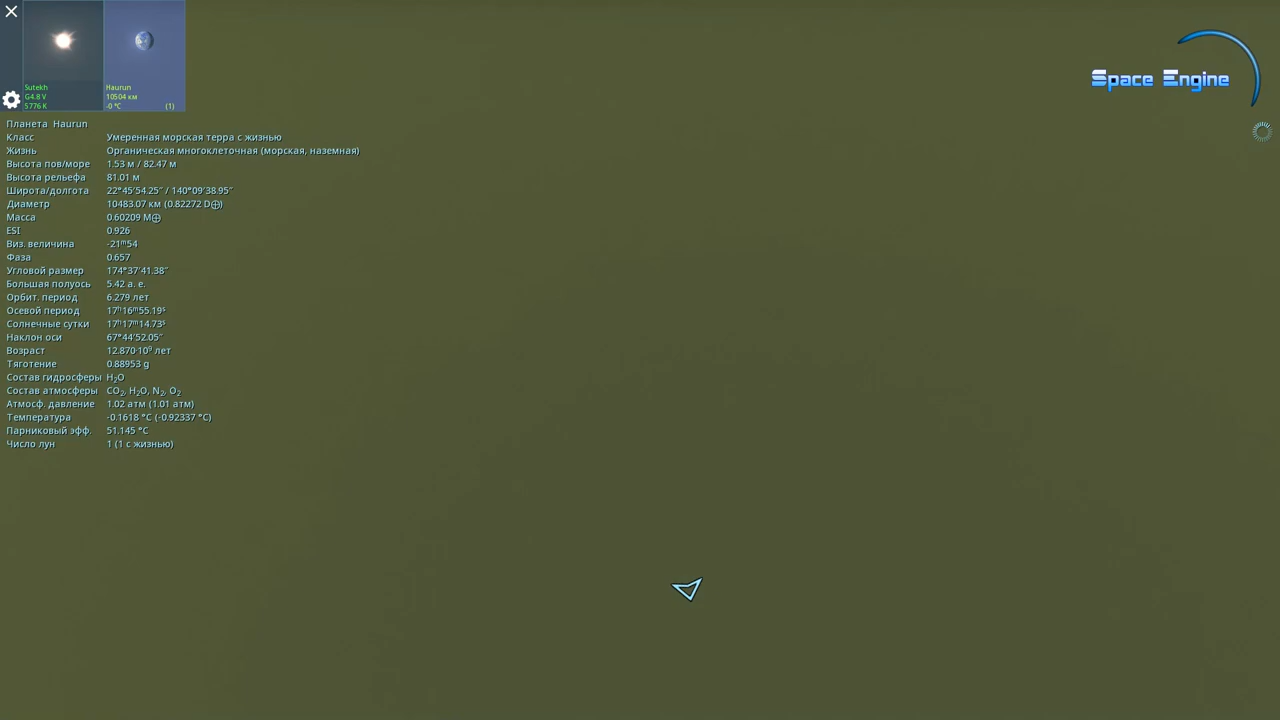 Sutekh
G4.8 V
5776 K
Haurun
10504 км
-0 °C (1)
Space Engine
Планета Haurun
Класс Умеренная морская терра с жизнью
Жизнь Органическая многоклеточная (морская, наземная)
Высота пов/море 1.53 м / 82.47 м
Высота рельефа 81.01 м
Широта/долгота 22°45′54.25″ / 140°09′38.95″
Диаметр 10483.07 км (0.82272 D⊕)
Масса 0.60209 M⊕
ESI 0.926
Виз. величина -21ᵐ54
Фаза 0.657
Угловой размер 174°37′41.38″
Большая полуось 5.42 а. е.
Орбит. период 6.279 лет
Осевой период 17ʰ16ᵐ55.19ˢ
Солнечные сутки 17ʰ17ᵐ14.73ˢ
Наклон оси 67°44′52.05″
Возраст 12.870·10⁹ лет
Тяготение 0.88953 g
Состав гидросферы H₂O
Состав атмосферы CO₂, H₂O, N₂, O₂
Атмосф. давление 1.02 атм (1.01 атм)
Температура -0.1618 °C (-0.92337 °C)
Парниковый эфф. 51.145 °C
Число лун 1 (1 с жизнью)